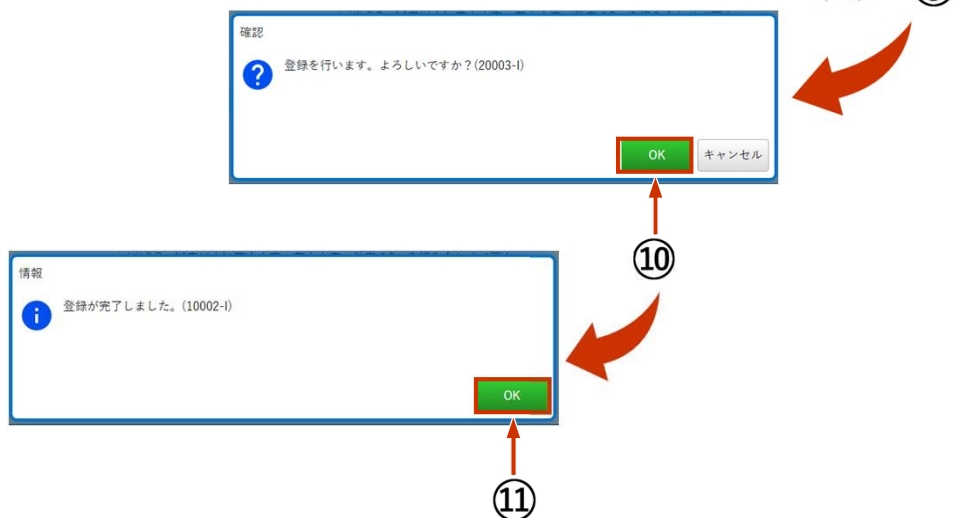 確認
登録を行います。よろしいですか？(20003-I)
OK
キャンセル
⑩
情報
登録が完了しました。(10002-I)
OK
⑪